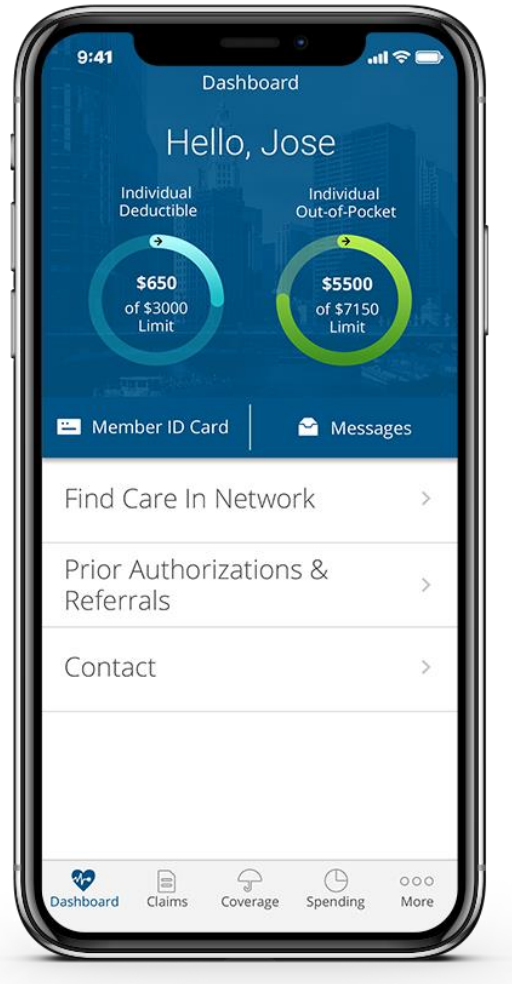 9:41
Dashboard
Hello, Jose
Individual
Deductible
$650
of $3000
Limit
Individual
Out-of-Pocket
$5500
of $7150
Limit
Member ID Card
Messages
Find Care In Network
Prior Authorizations &
Referrals
Contact
Dashboard
Claims
Coverage
Spending
More